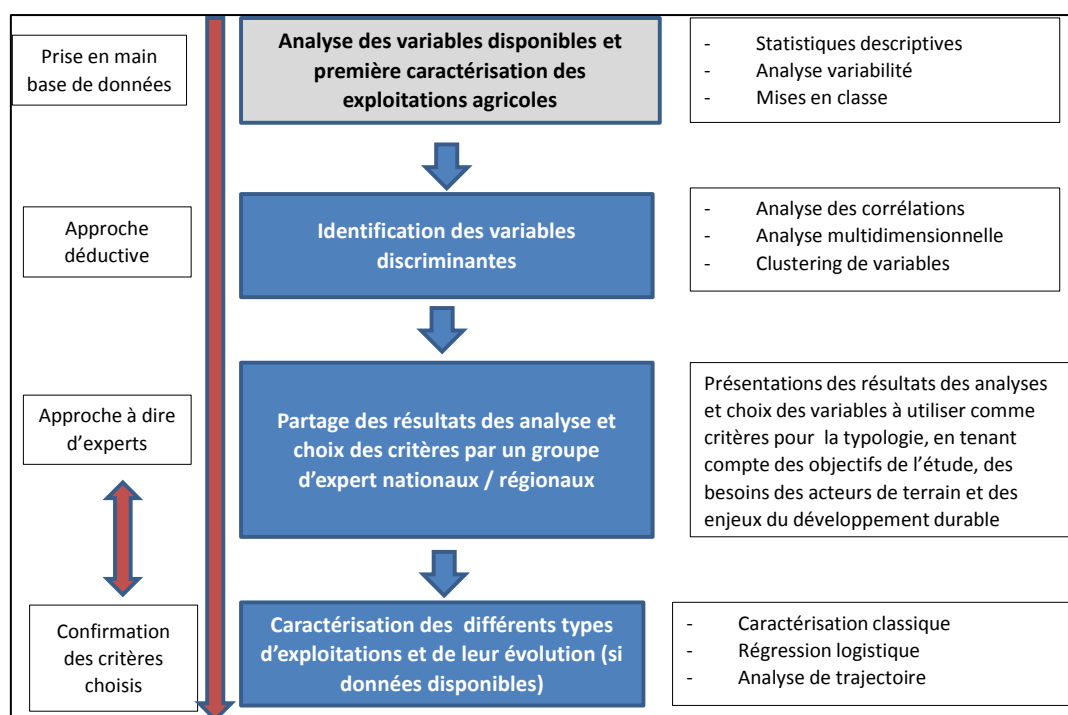 Prise en main
base de données
Analyse des variables disponibles et
première caractérisation des
exploitations agricoles
- Statistiques descriptives
- Analyse variabilité
- Mises en classe
Approche
déductive
Identification des variables
discriminantes
- Analyse des corrélations
- Analyse multidimensionnelle
- Clustering de variables
Approche à dire
d’experts
Partage des résultats des analyse et
choix des critères par un groupe
d’expert nationaux / régionaux
Présentations des résultats des analyses
et choix des variables à utiliser comme
critères pour la typologie, en tenant
compte des objectifs de l’étude, des
besoins des acteurs de terrain et des
enjeux du développement durable
Confirmation
des critères
choisis
Caractérisation des différents types
d’exploitations et de leur évolution (si
données disponibles)
- Caractérisation classique
- Régression logistique
- Analyse de trajectoire